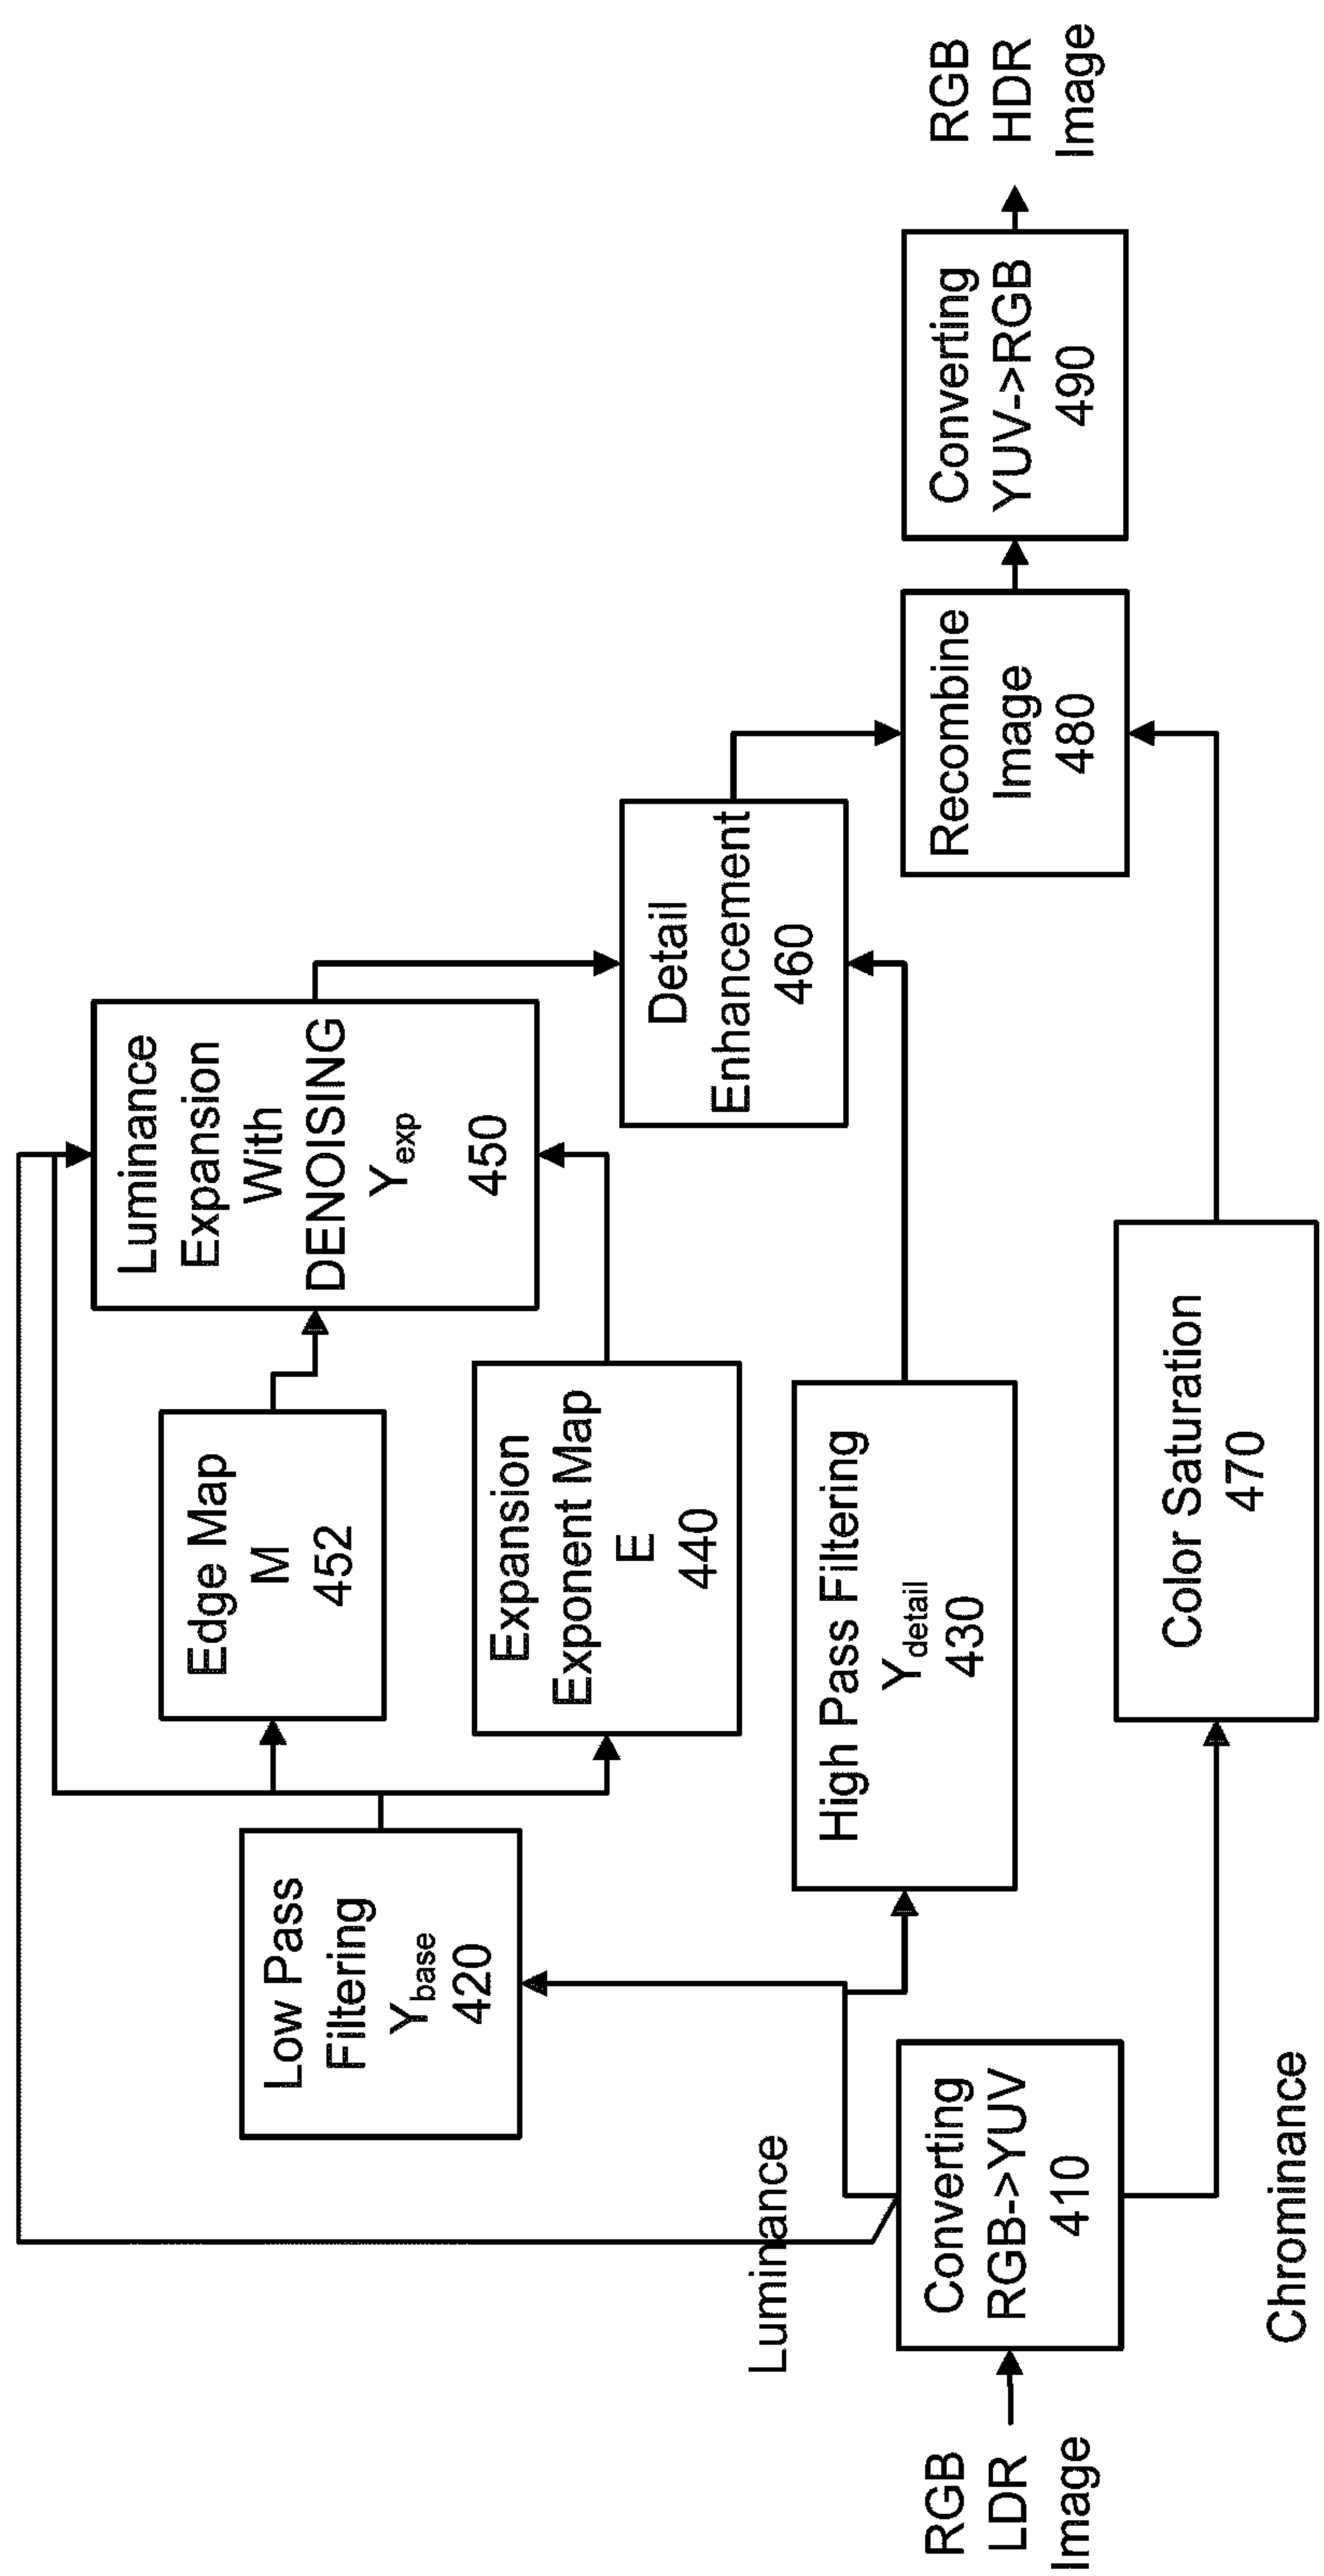 RGB
LDR
Image
Converting
RGB->YUV
410
Luminance
Chrominance
Low Pass
Filtering
Ybase
420
Edge Map
M
452
Expansion
Exponent Map
E
440
High Pass Filtering
Ydetail
430
Color Saturation
470
Luminance
Expansion
With
DENOISING
Yexp
450
Detail
Enhancement
460
Recombine
Image
480
Converting
YUV->RGB
490
RGB
HDR
Image